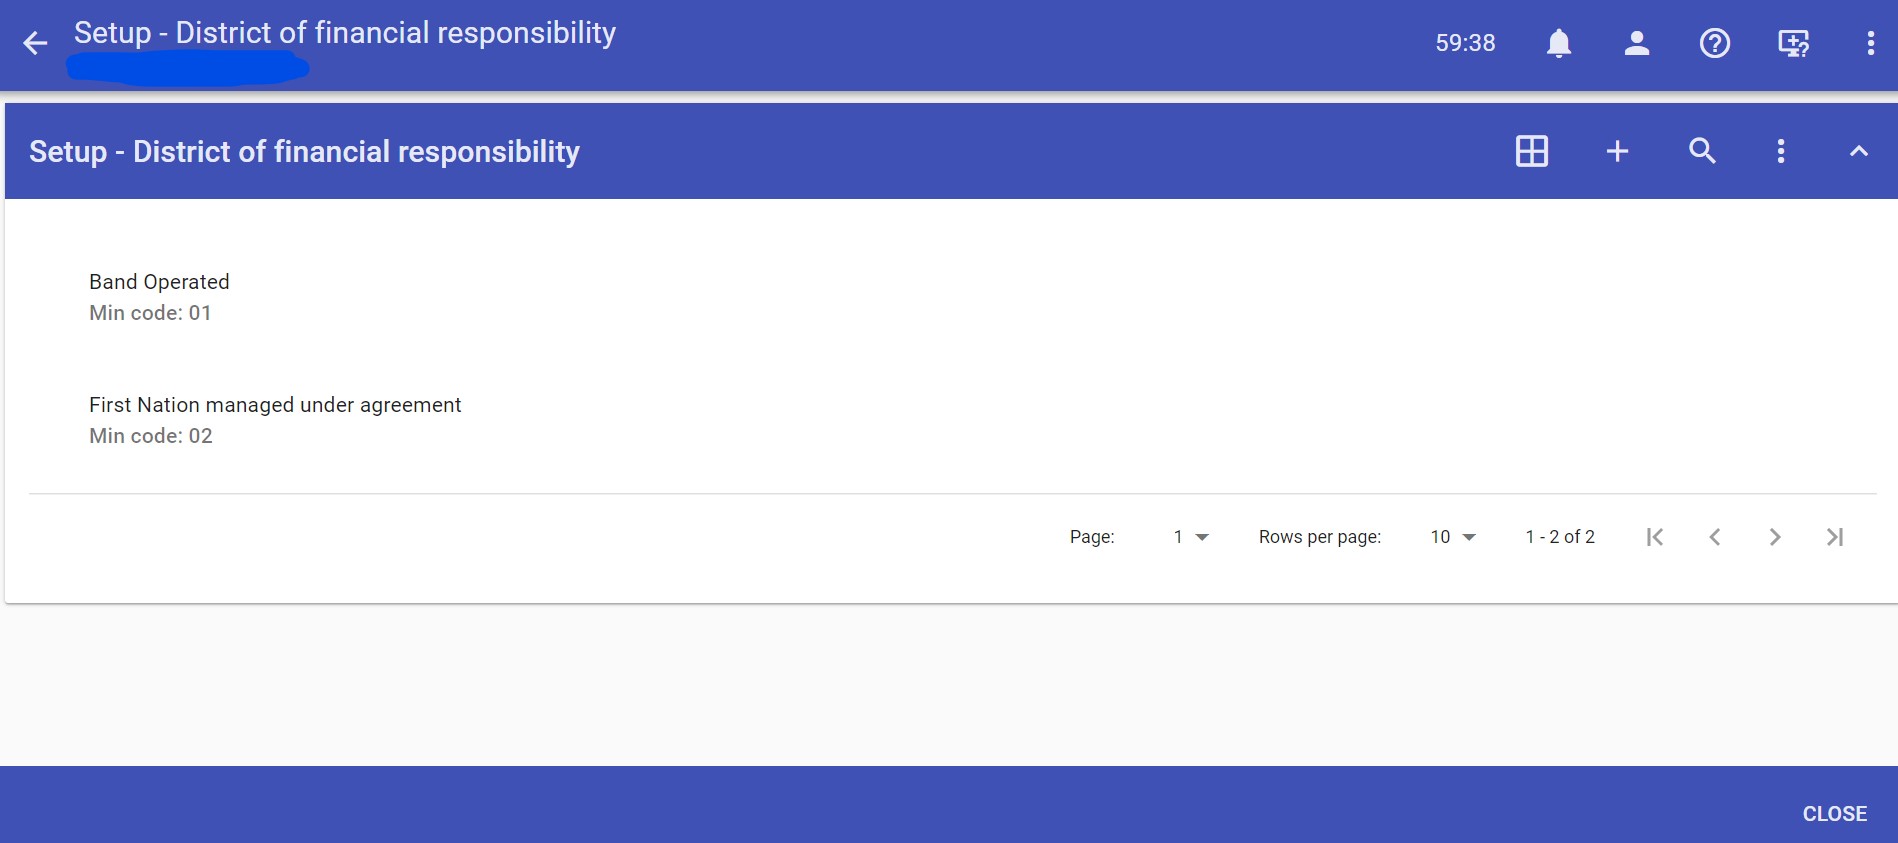 Setup - District of financial responsibility
59:38
Setup - District of financial responsibility
Band Operated
Min code: 01
First Nation managed under agreement
Min code: 02
Page: 1 Rows per page: 10 1 - 2 of 2
CLOSE